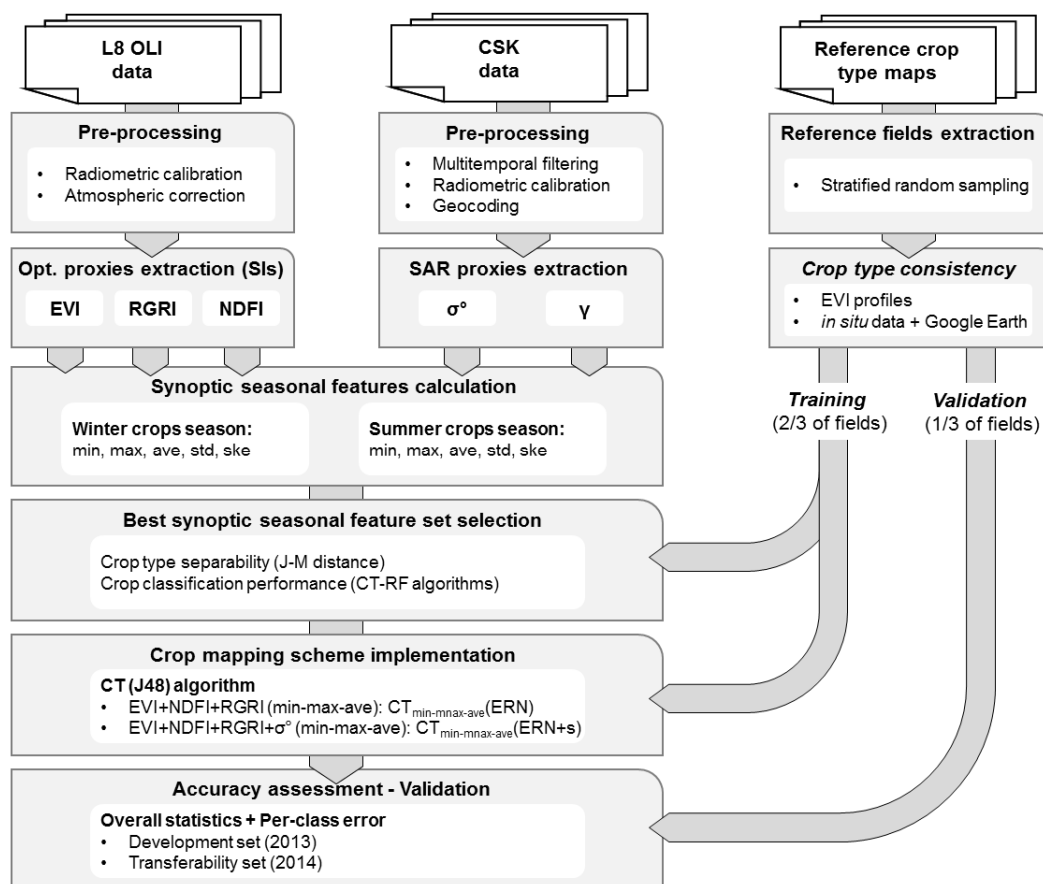 L8 OLI
data
CSK
data
Reference crop
type maps
Pre-processing
• Radiometric calibration
• Atmospheric correction
Pre-processing
• Multitemporal filtering
• Radiometric calibration
• Geocoding
Reference fields extraction
• Stratified random sampling
Opt. proxies extraction (SIs)
EVI RGRI NDFI
SAR proxies extraction
σ° γ
Crop type consistency
• EVI profiles
• in situ data + Google Earth
Synoptic seasonal features calculation
Winter crops season:
min, max, ave, std, ske
Summer crops season:
min, max, ave, std, ske
Training
(2/3 of fields)
Validation
(1/3 of fields)
Best synoptic seasonal feature set selection
Crop type separability (J-M distance)
Crop classification performance (CT-RF algorithms)
Crop mapping scheme implementation
CT (J48) algorithm
• EVI+NDFI+RGRI (min-max-ave): CTmin-mnax-ave(ERN)
• EVI+NDFI+RGRI+σ° (min-max-ave): CTmin-mnax-ave(ERN+s)
Accuracy assessment - Validation
Overall statistics + Per-class error
• Development set (2013)
• Transferability set (2014)